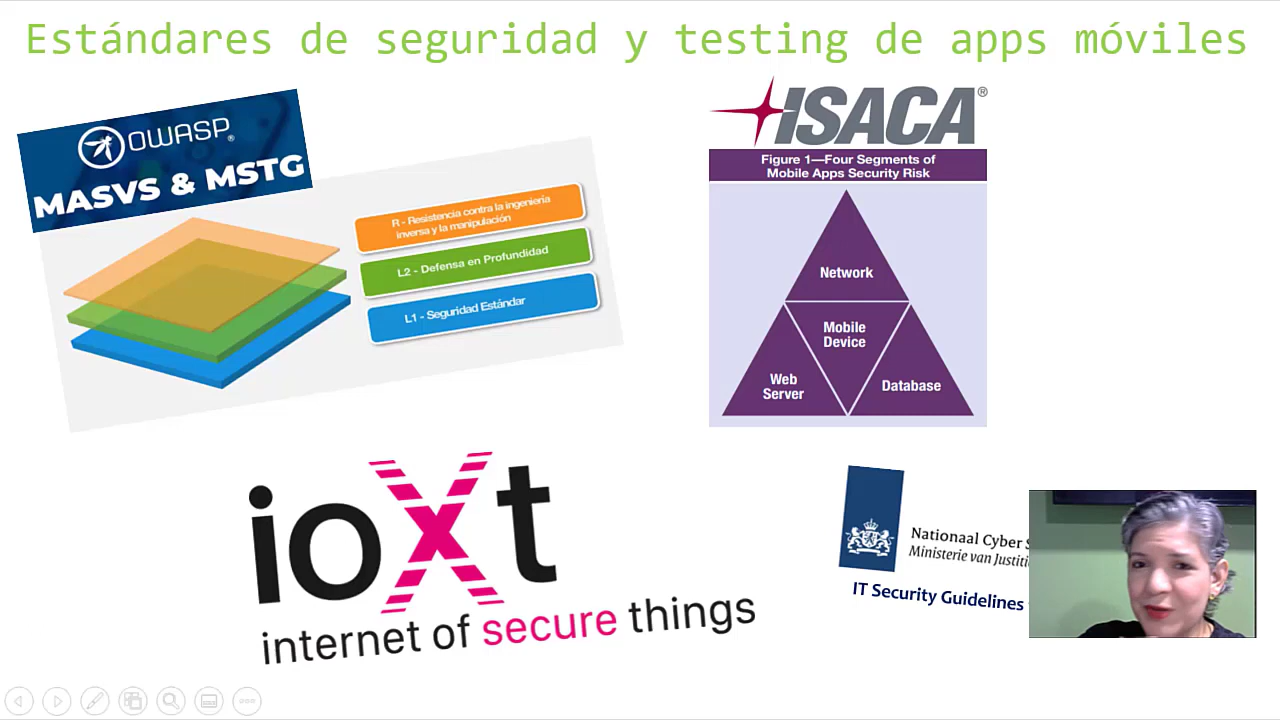 Estándares de seguridad y testing de apps móviles
OWASP®
MASVS & MSTG
R - Resistencia contra la ingeniería
inversa y la manipulación
L2 - Defensa en Profundidad
L1 - Seguridad Estándar
ISACA®
Figure 1—Four Segments of
Mobile Apps Security Risk
Network
Mobile
Device
Web
Server
Database
ioXt
internet of secure things
Nationaal Cyber
Ministerie van Justiti
IT Security Guidelines